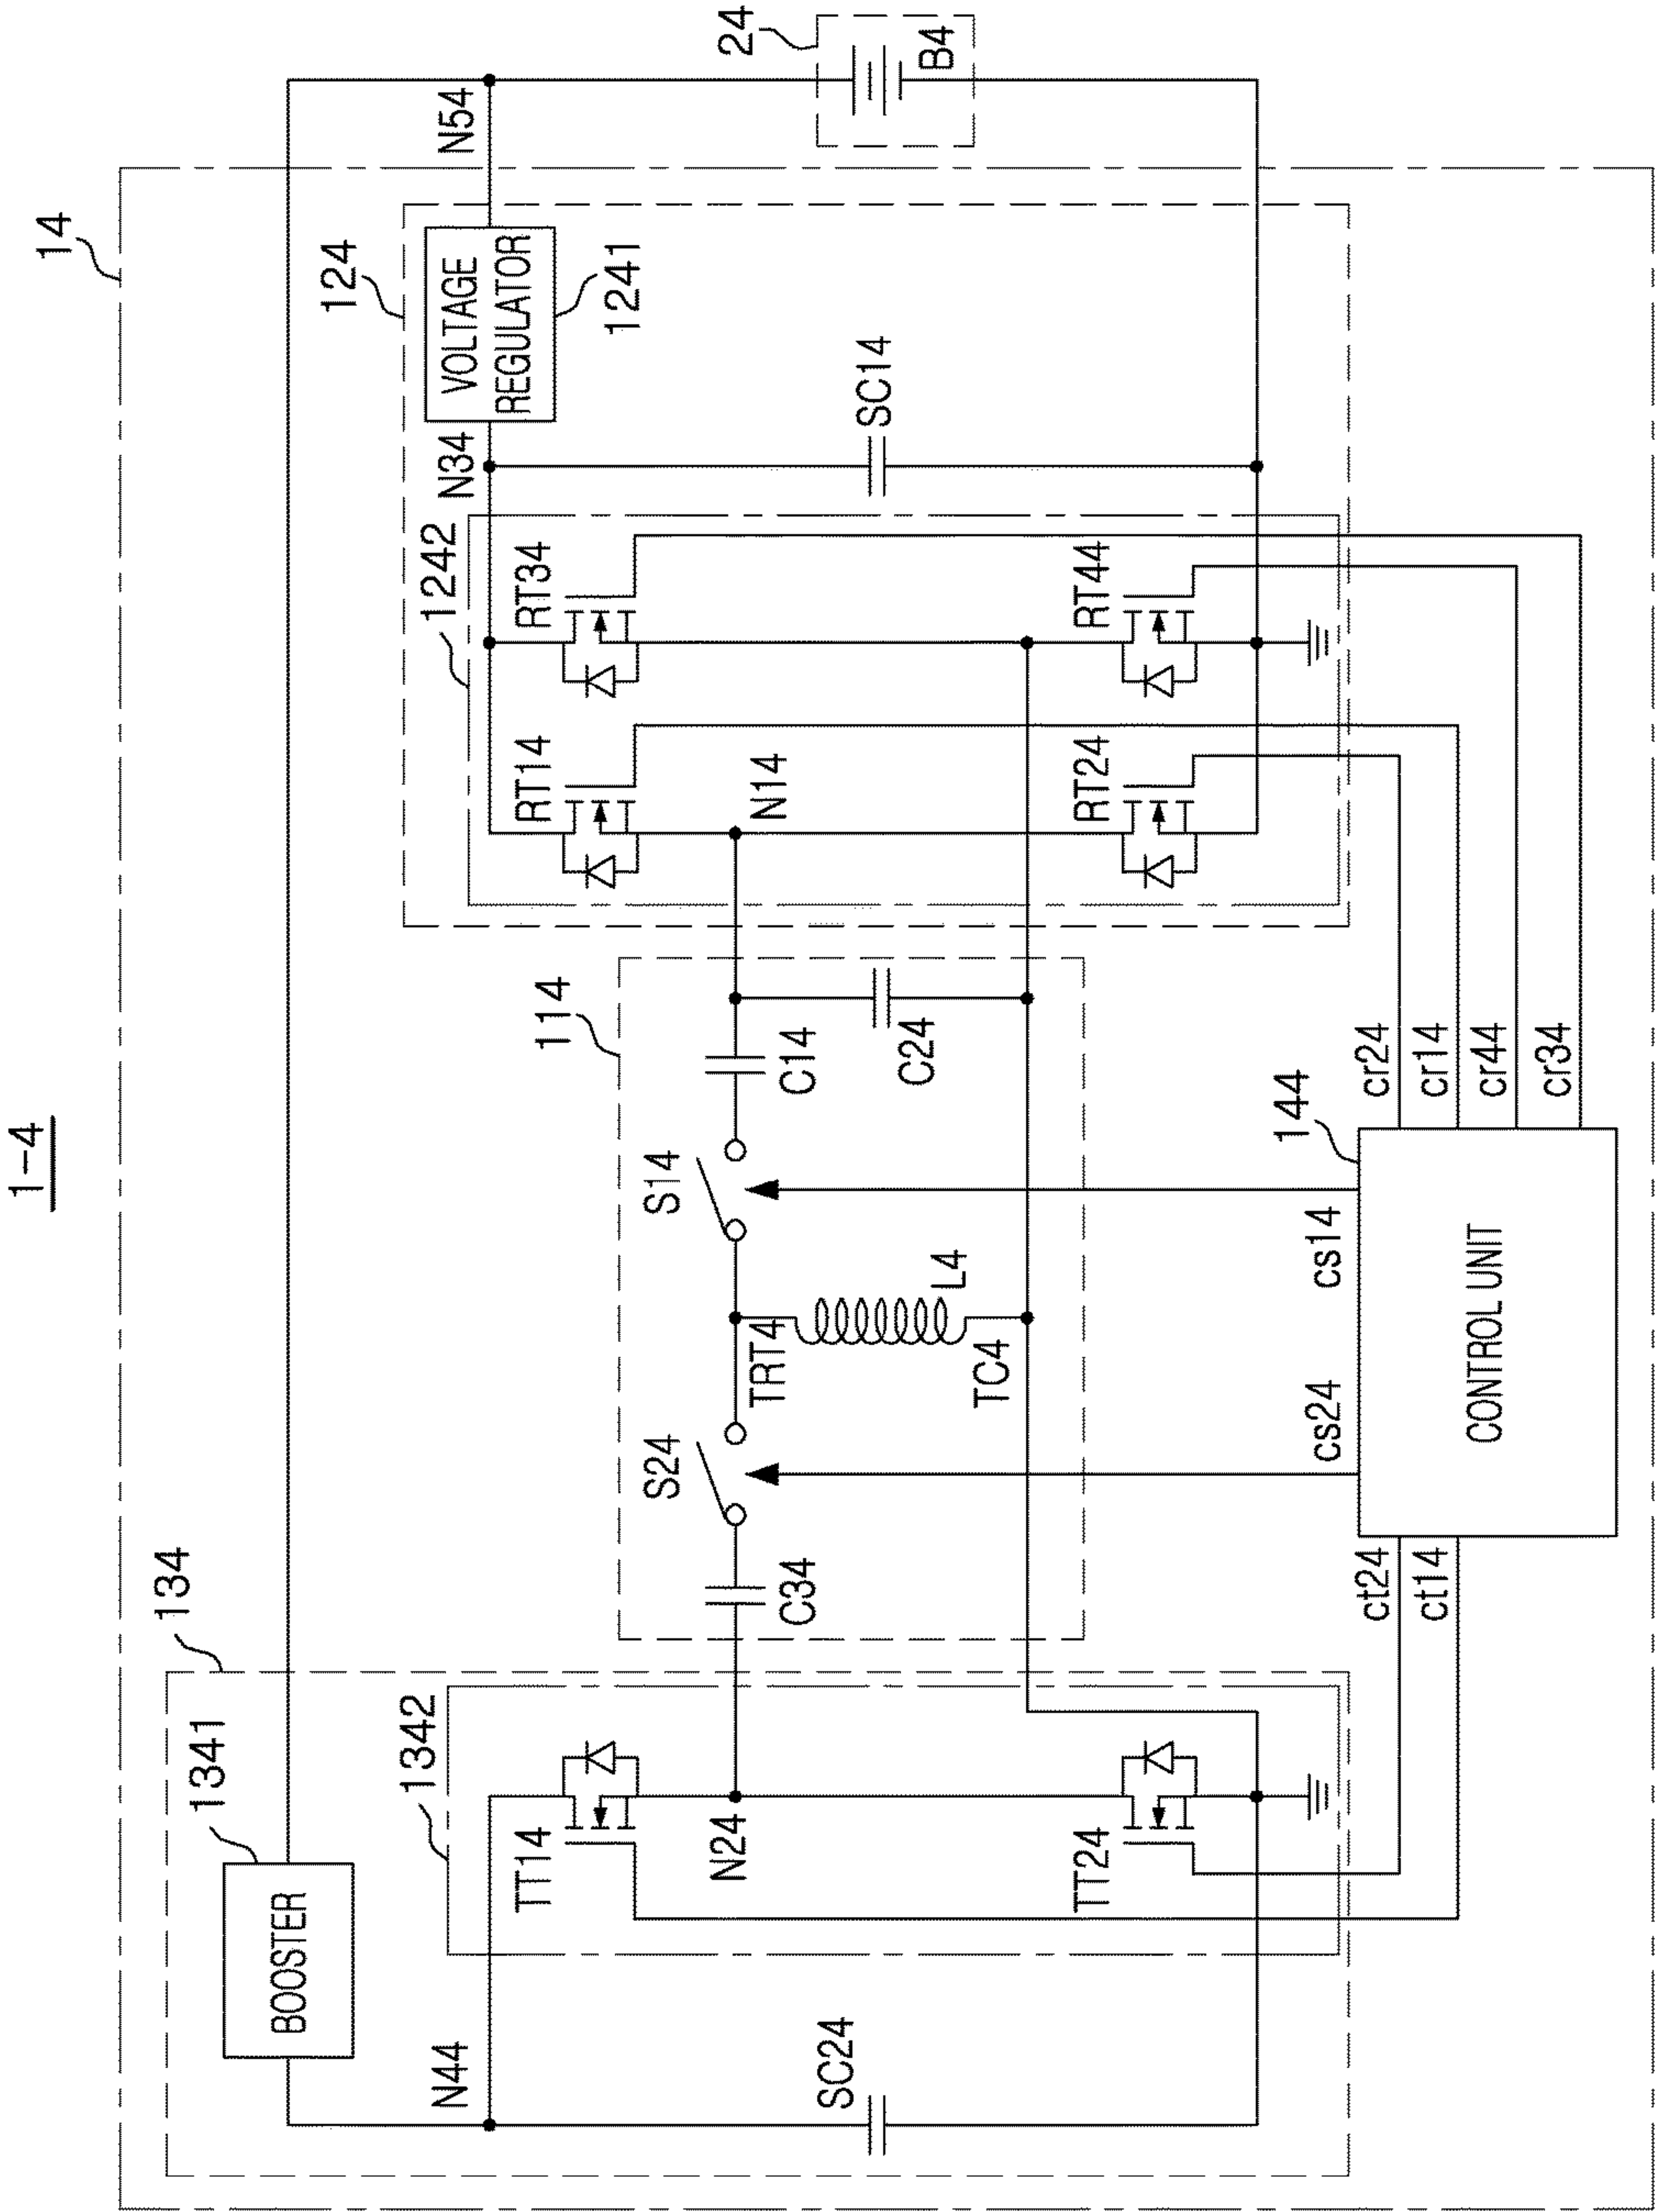 1-4
14
134
1341
BOOSTER
N44
1342
TT14
N24
TT24
SC24
114
C34
S24
S14
TRT4
L4
TC4
C14
C24
124
1242
VOLTAGE
REGULATOR
1241
N34
N54
RT14
RT34
N14
RT24
RT44
SC14
24
B4
144
CONTROL UNIT
ct24
ct14
cs24
cs14
cr24
cr14
cr44
cr34